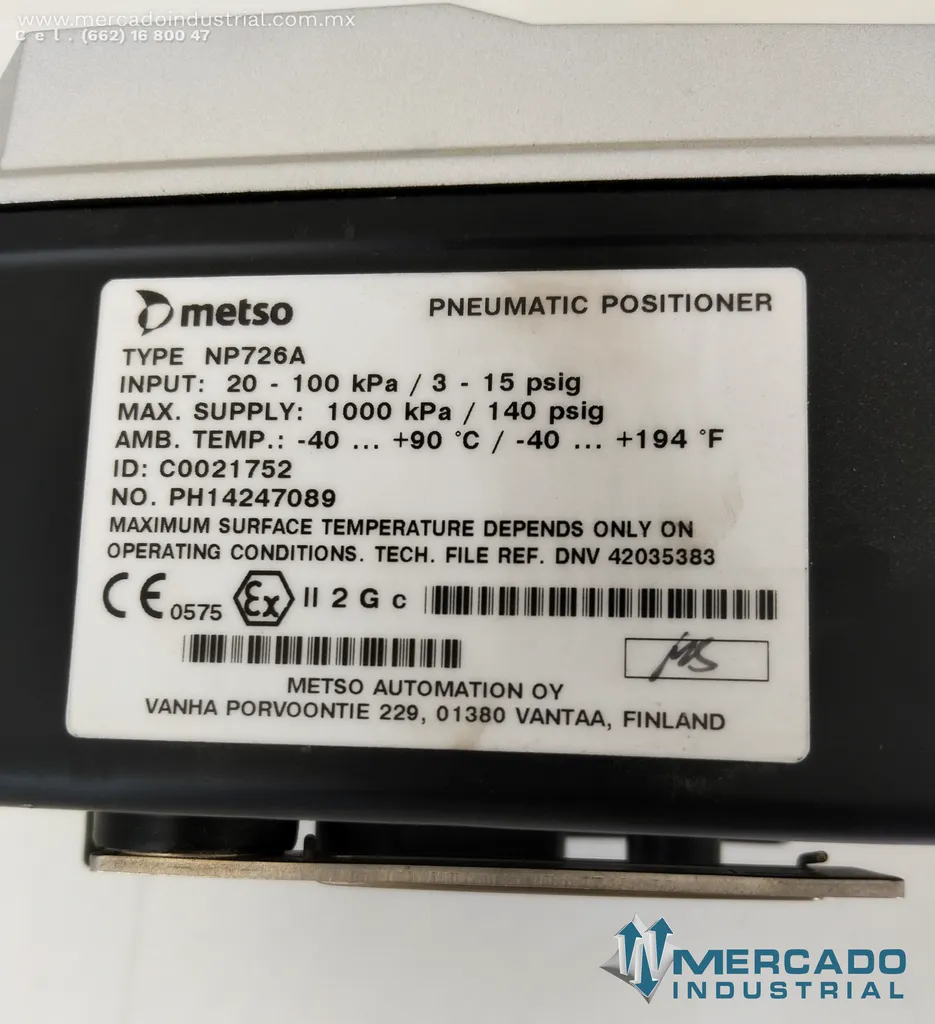 www.mercadoindustrial.com.mx
Cel. (662) 16 800 47
metso PNEUMATIC POSITIONER
TYPE NP726A
INPUT: 20 - 100 kPa / 3 - 15 psig
MAX. SUPPLY: 1000 kPa / 140 psig
AMB. TEMP.: -40 ... +90 °C / -40 ... +194 °F
ID: C0021752
NO. PH14247089
MAXIMUM SURFACE TEMPERATURE DEPENDS ONLY ON
OPERATING CONDITIONS. TECH. FILE REF. DNV 42035383
CE 0575 Ex II 2 G c
METSO AUTOMATION OY
VANHA PORVOONTIE 229, 01380 VANTAA, FINLAND
MERCADO
INDUSTRIAL